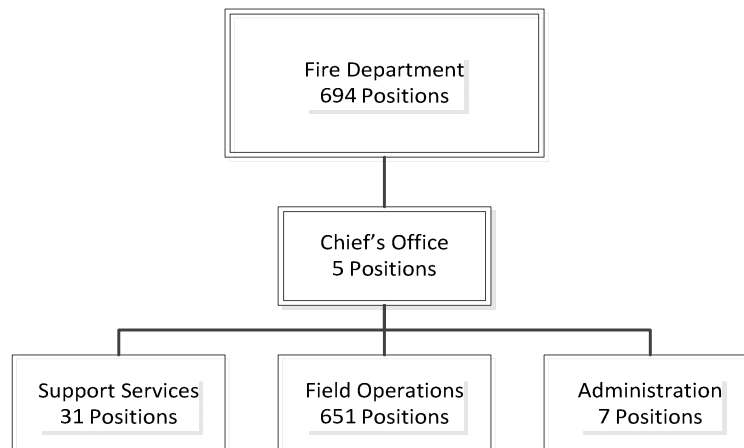 Fire Department
694 Positions
Chief's Office
5 Positions
Support Services
31 Positions
Field Operations
651 Positions
Administration
7 Positions